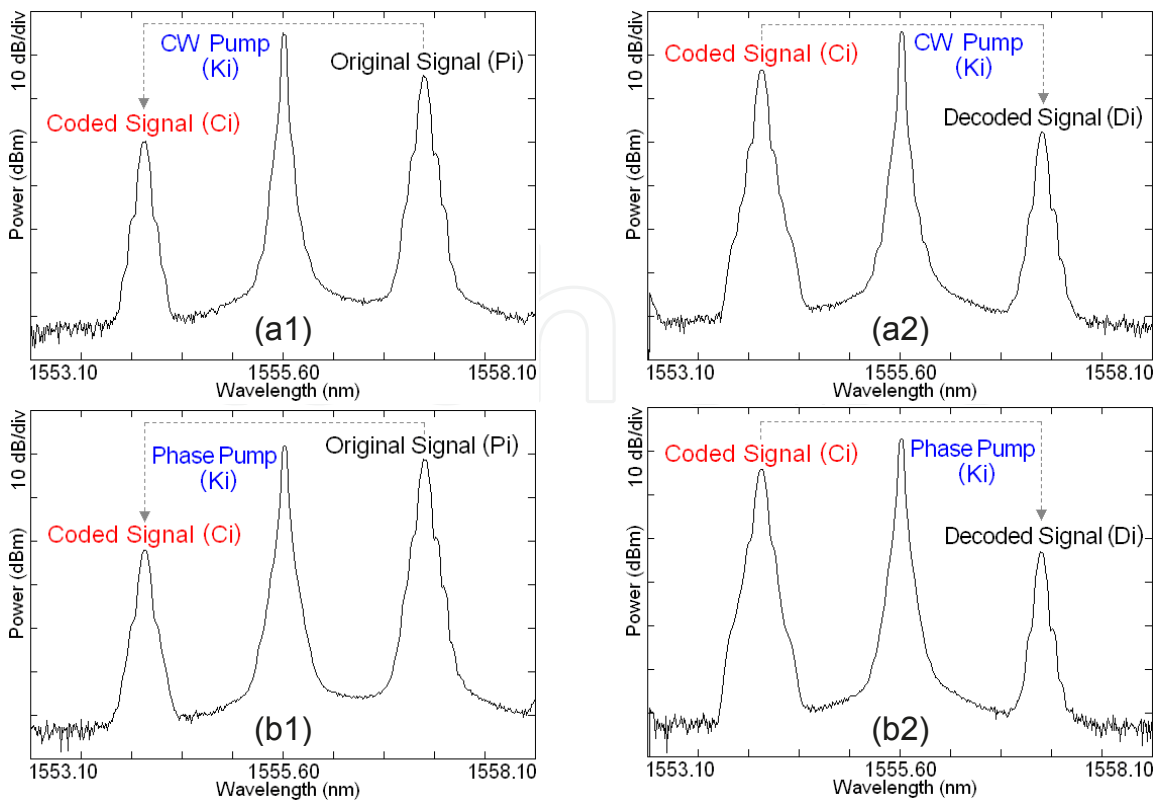 10 dB/div
Power (dBm)
CW Pump
(Ki)
Original Signal (Pi)
Coded Signal (Ci)
(a1)
1553.10 1555.60 1558.10
Wavelength (nm)
10 dB/div
Power (dBm)
Coded Signal (Ci)
CW Pump
(Ki)
Decoded Signal (Di)
(a2)
1553.10 1555.60 1558.10
Wavelength (nm)
10 dB/div
Power (dBm)
Phase Pump
(Ki)
Original Signal (Pi)
Coded Signal (Ci)
(b1)
1553.10 1555.60 1558.10
Wavelength (nm)
10 dB/div
Power (dBm)
Coded Signal (Ci)
Phase Pump
(Ki)
Decoded Signal (Di)
(b2)
1553.10 1555.60 1558.10
Wavelength (nm)